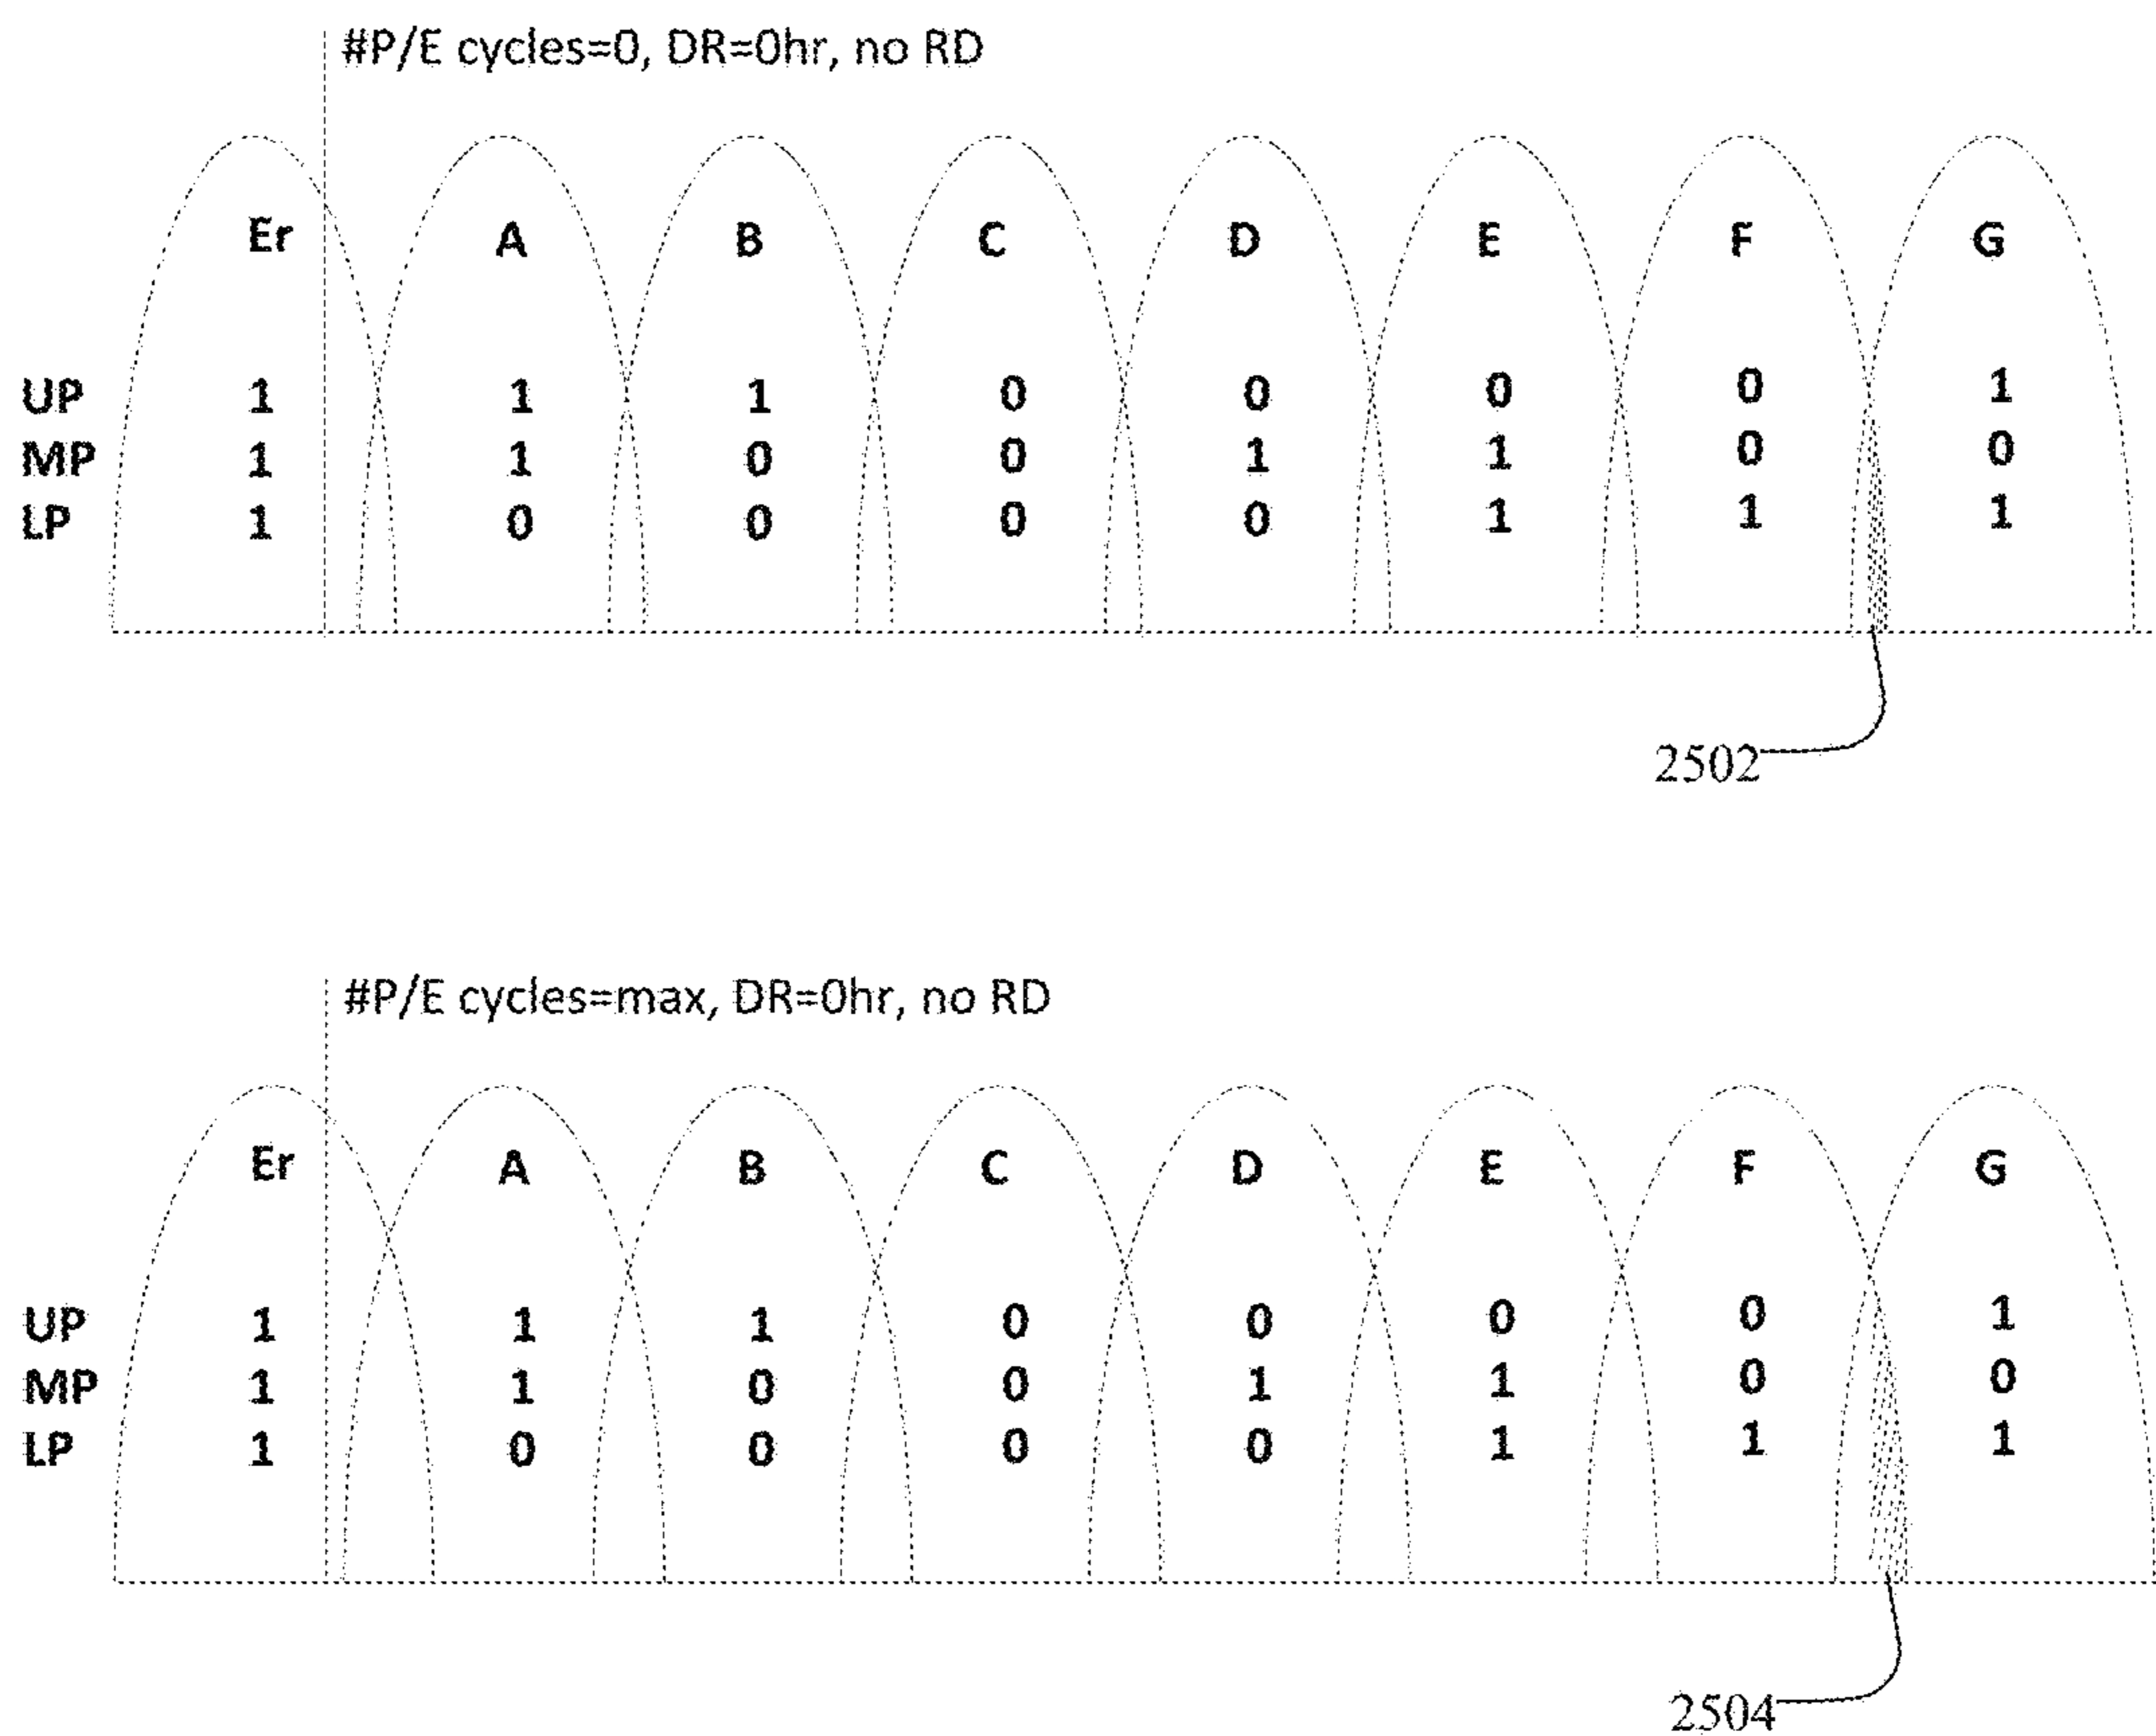 #P/E cycles=0, DR=0hr, no RD
Er A B C D E F G
UP 1 1 1 0 0 0 0 1
MP 1 1 0 0 1 1 0 0
LP 1 0 0 0 0 1 1 1
2502
#P/E cycles=max, DR=0hr, no RD
Er A B C D E F G
UP 1 1 1 0 0 0 0 1
MP 1 1 0 0 1 1 0 0
LP 1 0 0 0 0 1 1 1
2504